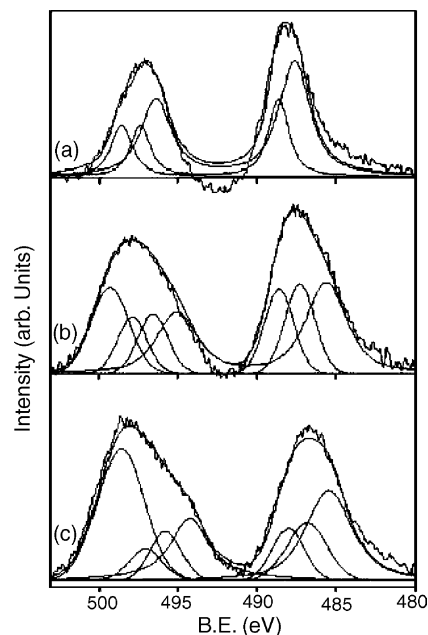 (a)
(b)
(c)
Intensity (arb. Units)
500 495 490 485 480
B.E. (eV)